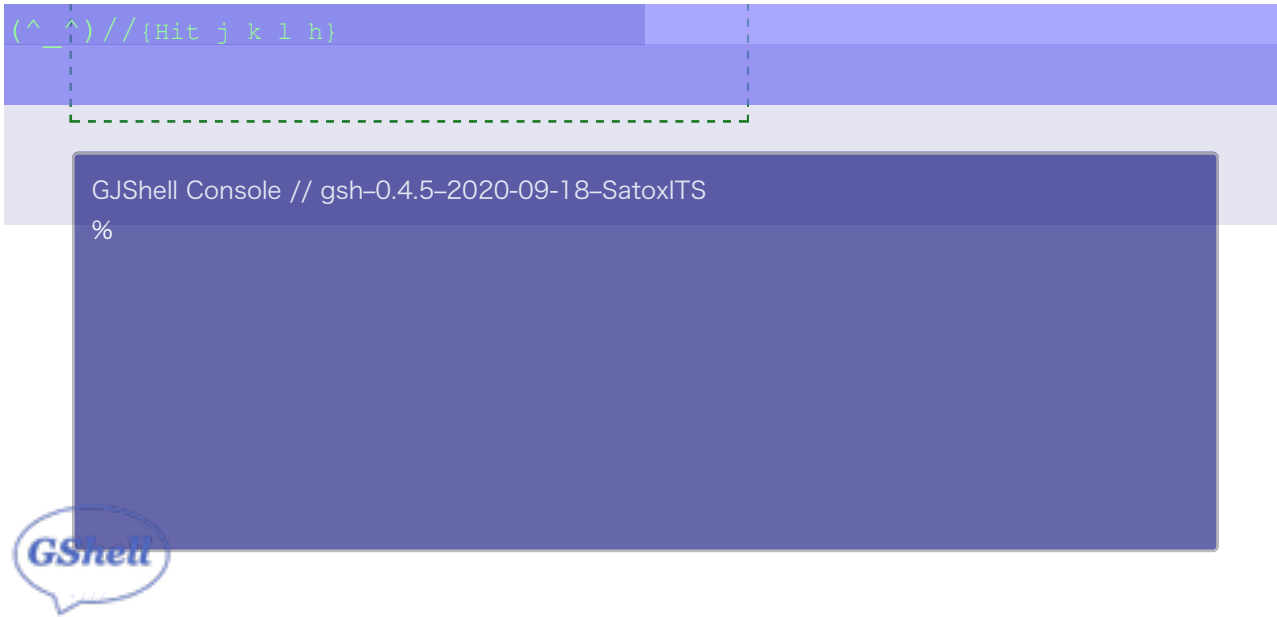 (^_^)//{Hit j k l h}
GJShell Console // gsh–0.4.5–2020-09-18–SatoxITS
%
GShell